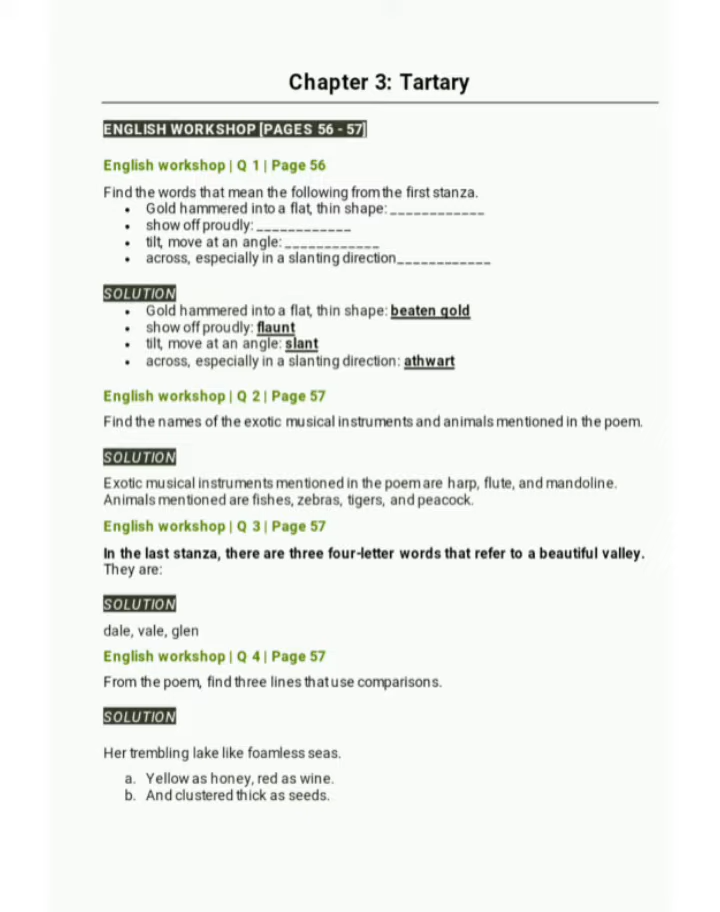 Chapter 3: Tartary
ENGLISH WORKSHOP [PAGES 56 - 57]
English workshop | Q 1 | Page 56
Find the words that mean the following from the first stanza.
• Gold hammered into a flat, thin shape:____________
• show off proudly: ____________
• tilt, move at an angle: ____________
• across, especially in a slanting direction____________
SOLUTION
• Gold hammered into a flat, thin shape: beaten gold
• show off proudly: flaunt
• tilt, move at an angle: slant
• across, especially in a slanting direction: athwart
English workshop | Q 2 | Page 57
Find the names of the exotic musical instruments and animals mentioned in the poem.
SOLUTION
Exotic musical instruments mentioned in the poem are harp, flute, and mandoline.
Animals mentioned are fishes, zebras, tigers, and peacock.
English workshop | Q 3 | Page 57
In the last stanza, there are three four-letter words that refer to a beautiful valley.
They are:
SOLUTION
dale, vale, glen
English workshop | Q 4 | Page 57
From the poem, find three lines that use comparisons.
SOLUTION
Her trembling lake like foamless seas.
a. Yellow as honey, red as wine.
b. And clustered thick as seeds.